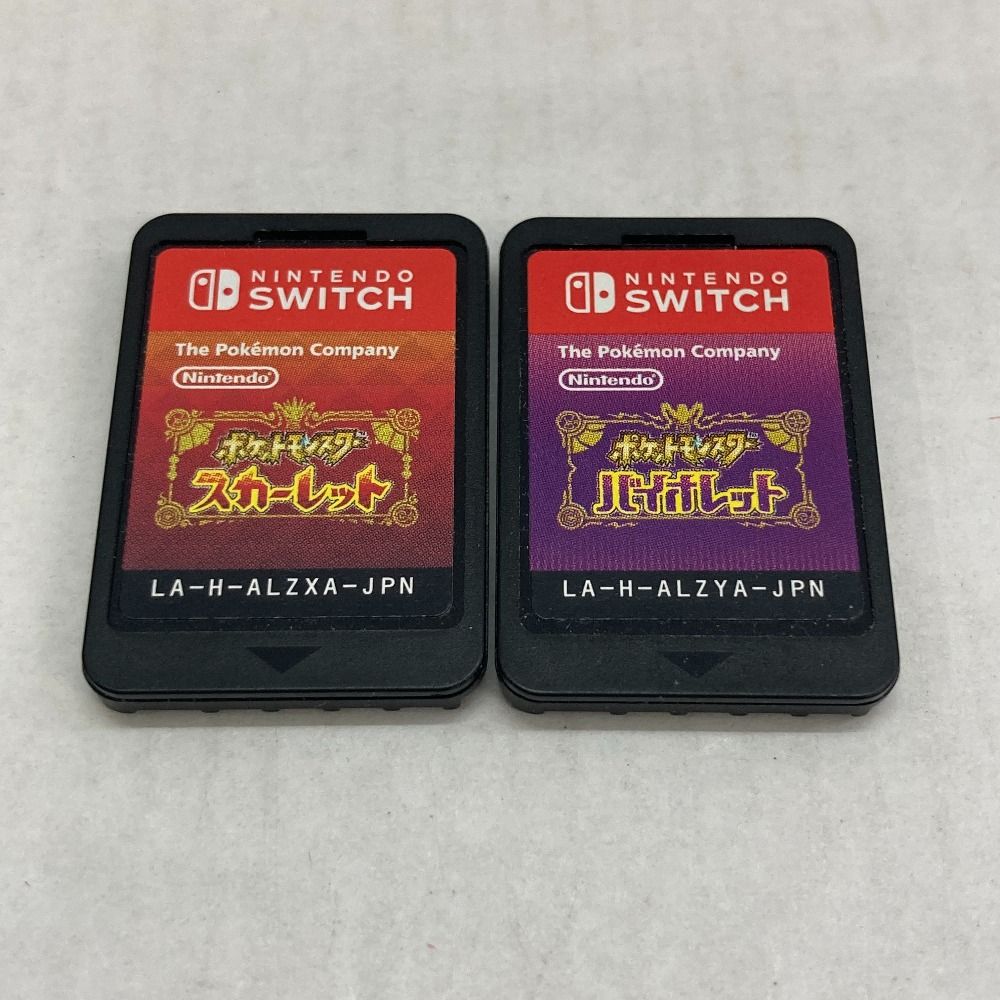 NINTENDO
SWITCH
The Pokémon Company
Nintendo
ポケットモンスター
スカーレット
LA-H-ALZXA-JPN
NINTENDO
SWITCH
The Pokémon Company
Nintendo
ポケットモンスター
バイオレット
LA-H-ALZYA-JPN